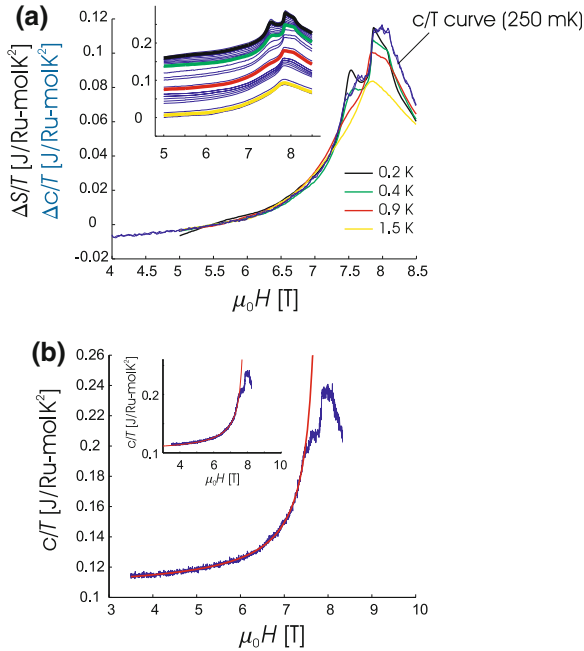 (a)
ΔS/T [J/Ru-molK²]
Δc/T [J/Ru-molK²]
0.12
0.1
0.08
0.06
0.04
0.02
0
-0.02
4 4.5 5 5.5 6 6.5 7 7.5 8 8.5
μ₀H [T]
0.2
0.1
0
5 6 7 8
c/T curve (250 mK)
0.2 K
0.4 K
0.9 K
1.5 K
(b)
c/T [J/Ru-molK²]
0.26
0.24
0.22
0.2
0.18
0.16
0.14
0.12
0.1
3 4 5 6 7 8 9 10
μ₀H [T]
c/T [J/Ru-molK²]
0.2
0.1
4 6 8 10
μ₀H [T]